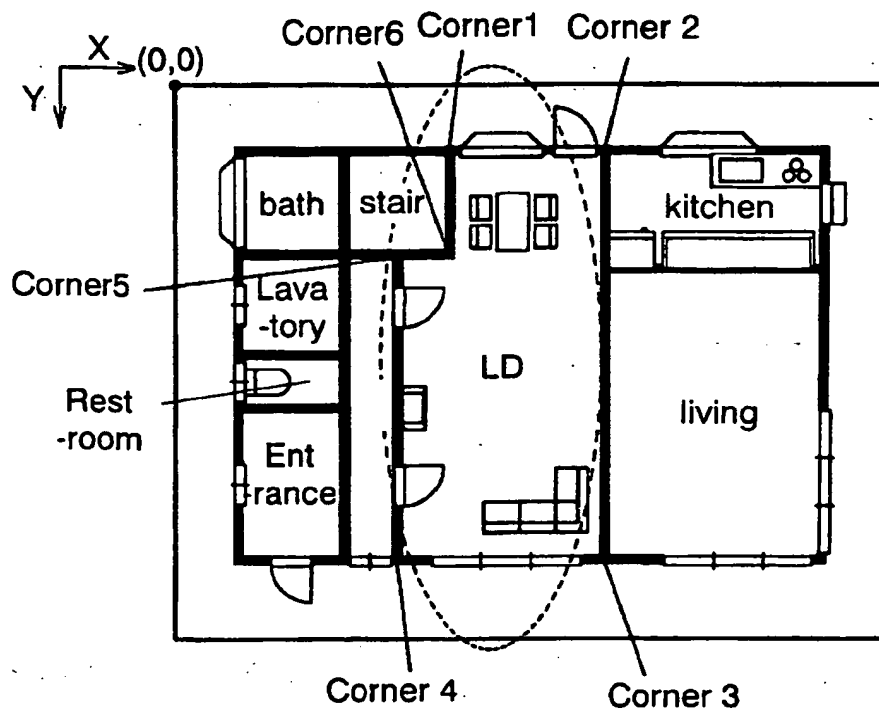 Corner6 Corner1 Corner 2
X (0,0)
Y
bath stair kitchen
Corner5
Lava
-tory
LD
Rest
-room
living
Ent
rance
Corner 4 Corner 3